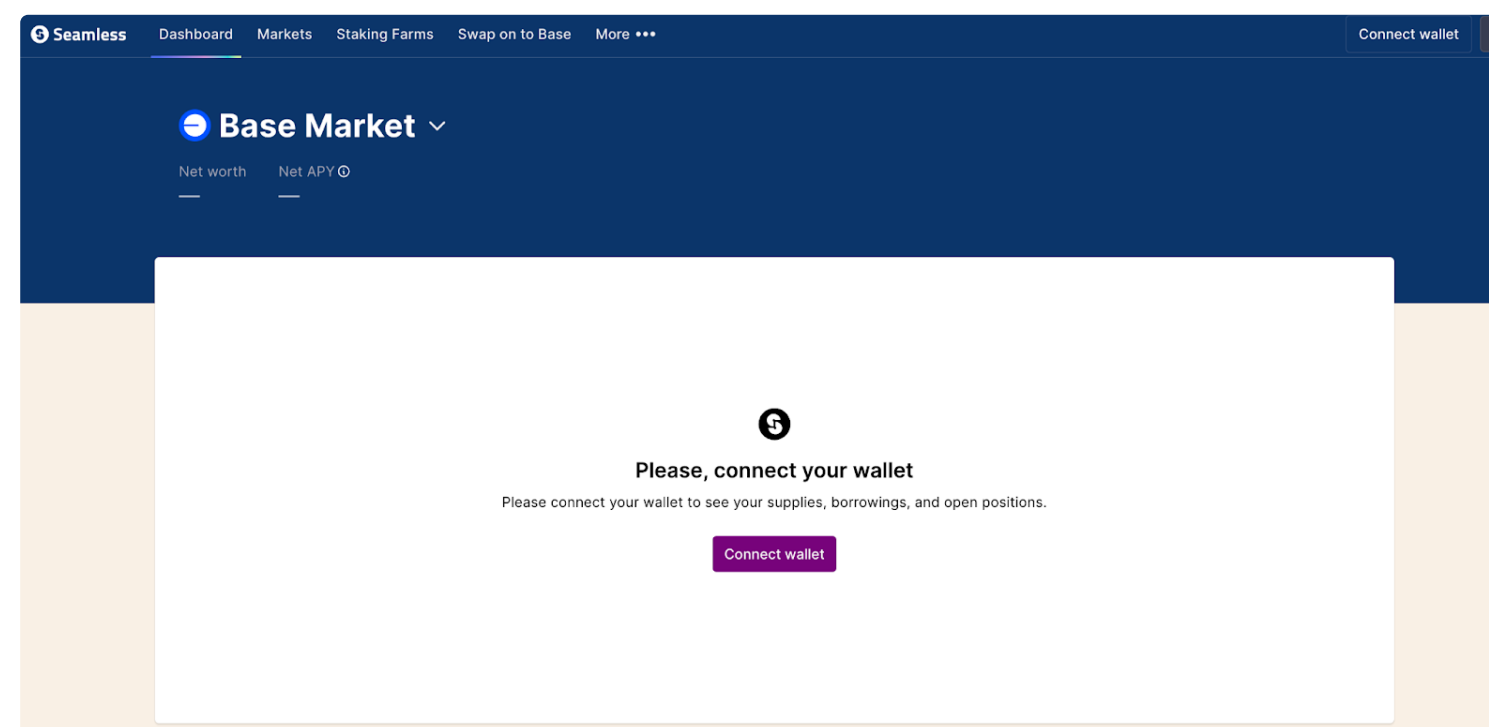 Seamless Dashboard Markets Staking Farms Swap on to Base More ••• Connect wallet
Base Market
Net worth Net APY
— —
Please, connect your wallet
Please connect your wallet to see your supplies, borrowings, and open positions.
Connect wallet